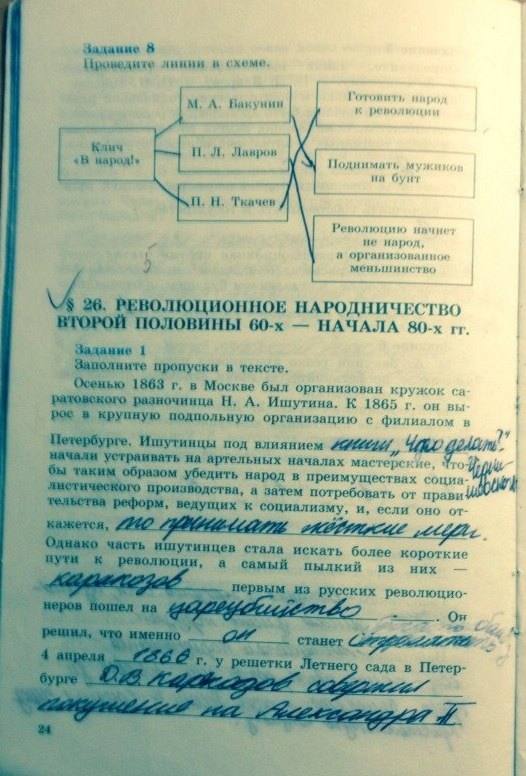 Задание 8
Проведите линии в схеме.
Клич
«В народ!»
М. А. Бакунин
П. Л. Лавров
П. Н. Ткачев
Готовить народ
к революции
Поднимать мужиков
на бунт
Революцию начнет
не народ,
а организованное
меньшинство
5
§ 26. РЕВОЛЮЦИОННОЕ НАРОДНИЧЕСТВО
ВТОРОЙ ПОЛОВИНЫ 60-х — НАЧАЛА 80-х гг.
Задание 1
Заполните пропуски в тексте.
Осенью 1863 г. в Москве был организован кружок са-
ратовского разночинца Н. А. Ишутина. К 1865 г. он вы-
рос в крупную подпольную организацию с филиалом в
Петербурге. Ишутинцы под влиянием книги „Что делать?"
начали устраивать на артельных началах мастерские, что-
бы таким образом убедить народ в преимуществах социа-
листического производства, а затем потребовать от прави
тельства реформ, ведущих к социализму, и, если оно от-
кажется, то принимать жёсткие меры.
Однако часть ишутинцев стала искать более короткие
пути к революции, а самый пылкий из них —
каракозов первым из русских революцио-
неров пошел на цареубийство. Он
решил, что именно он станет стрелять
4 апреля 1866 г. у решетки Летнего сада в Петер-
бурге Д.В. Каракозов совершил
покушение на Александра II
24